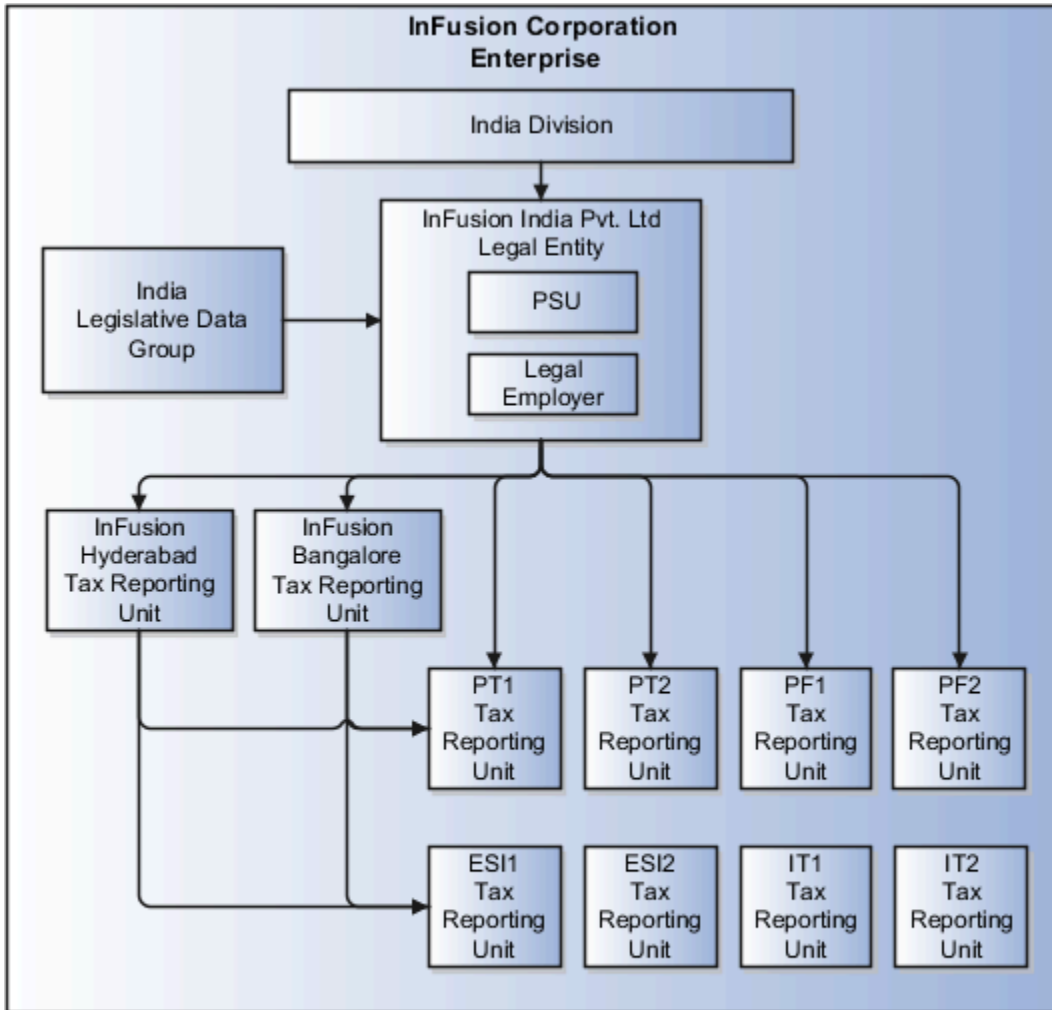 InFusion Corporation
Enterprise
India Division
InFusion India Pvt. Ltd
Legal Entity
PSU
Legal
Employer
India
Legislative Data
Group
InFusion
Hyderabad
Tax Reporting
Unit
InFusion
Bangalore
Tax Reporting
Unit
PT1
Tax
Reporting
Unit
PT2
Tax
Reporting
Unit
PF1
Tax
Reporting
Unit
PF2
Tax
Reporting
Unit
ESI1
Tax
Reporting
Unit
ESI2
Tax
Reporting
Unit
IT1
Tax
Reporting
Unit
IT2
Tax
Reporting
Unit